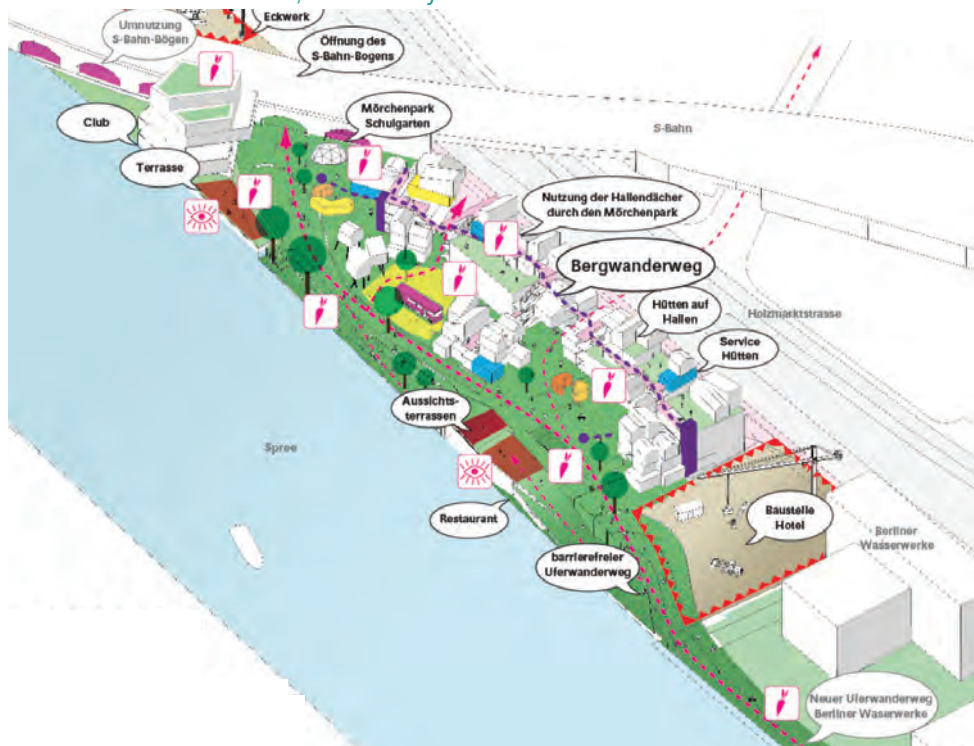 Eckwerk
Umnutzung
S-Bahn-Bögen
Öffnung des
S-Bahn-Bogens
Club
Mörchenpark
Schulgarten
S-Bahn
Terrasse
Nutzung der Hallendächer
durch den Mörchenpark
Bergwanderweg
Hütten auf
Hallen
Holzmarktstrasse
Service
Hütten
Aussichts-
terrassen
Spree
Restaurant
Baustelle
Hotel
Berliner
Wasserwerke
barrierefreier
Uferwanderweg
Neuer Uferwanderweg
Berliner Waserwerke